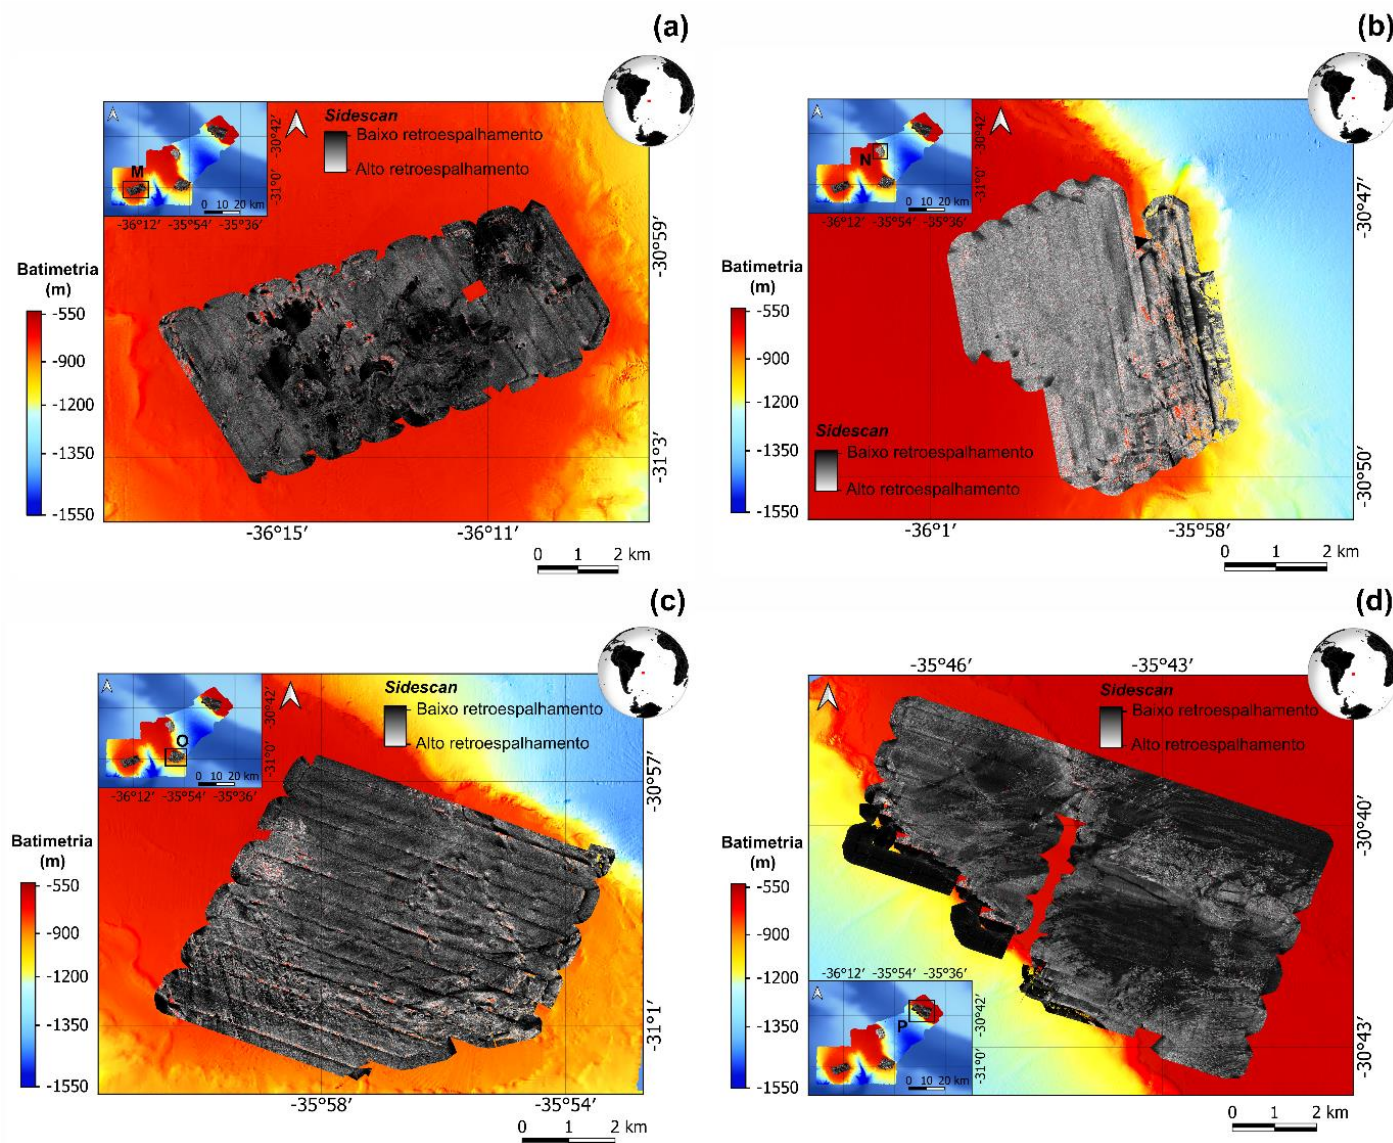 (a)
Sidescan
Baixo retroespalhamento
Alto retroespalhamento
M
0 10 20 km
-36°12' -35°54' -35°36'
-30°42'
-31°0'
Batimetria
(m)
-550
-900
-1200
-1350
-1550
-30°59'
-31°3'
-36°15'
-36°11'
0 1 2 km
(b)
N
0 10 20 km
-36°12' -35°54' -35°36'
-30°42'
-31°0'
Batimetria
(m)
-550
-900
-1200
-1350
-1550
Sidescan
Baixo retroespalhamento
Alto retroespalhamento
-30°47'
-30°50'
-36°1'
-35°58'
0 1 2 km
(c)
Sidescan
Baixo retroespalhamento
Alto retroespalhamento
O
0 10 20 km
-36°12' -35°54' -35°36'
-30°42'
-31°0'
Batimetria
(m)
-550
-900
-1200
-1350
-1550
-30°57'
-31°1'
-35°58'
-35°54'
0 1 2 km
(d)
-35°46'
-35°43'
Sidescan
Baixo retroespalhamento
Alto retroespalhamento
-30°40'
-30°43'
Batimetria
(m)
-550
-900
-1200
-1350
-1550
-36°12' -35°54' -35°36'
P
-30°42'
-31°0'
0 10 20 km
0 1 2 km